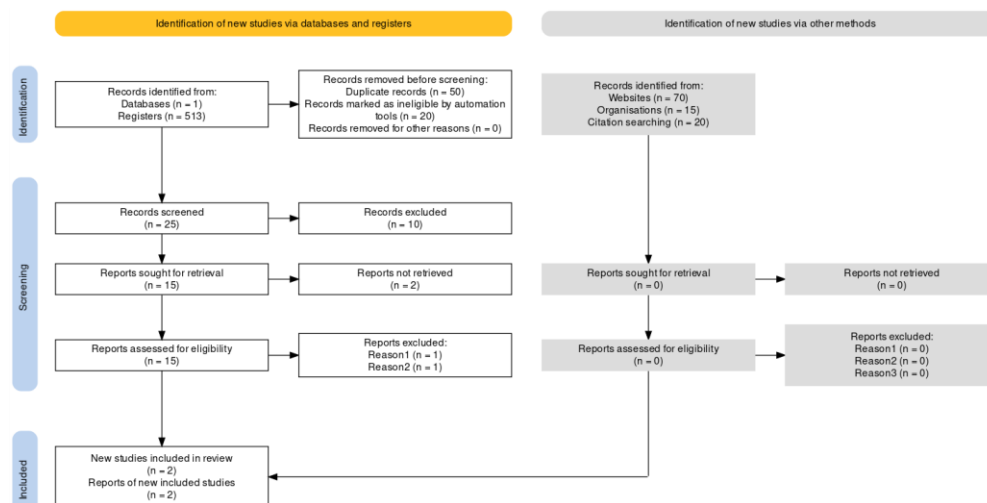 Identification of new studies via databases and registers
Identification of new studies via other methods
Identification
Records identified from:
Databases (n = 1)
Registers (n = 513)
Records removed before screening:
Duplicate records (n = 50)
Records marked as ineligible by automation
tools (n = 20)
Records removed for other reasons (n = 0)
Records identified from:
Websites (n = 70)
Organisations (n = 15)
Citation searching (n = 20)
Screening
Records screened
(n = 25)
Records excluded
(n = 10)
Reports sought for retrieval
(n = 15)
Reports not retrieved
(n = 2)
Reports sought for retrieval
(n = 0)
Reports not retrieved
(n = 0)
Reports assessed for eligibility
(n = 15)
Reports excluded:
Reason1 (n = 1)
Reason2 (n = 1)
Reports assessed for eligibility
(n = 0)
Reports excluded:
Reason1 (n = 0)
Reason2 (n = 0)
Reason3 (n = 0)
Included
New studies included in review
(n = 2)
Reports of new included studies
(n = 2)